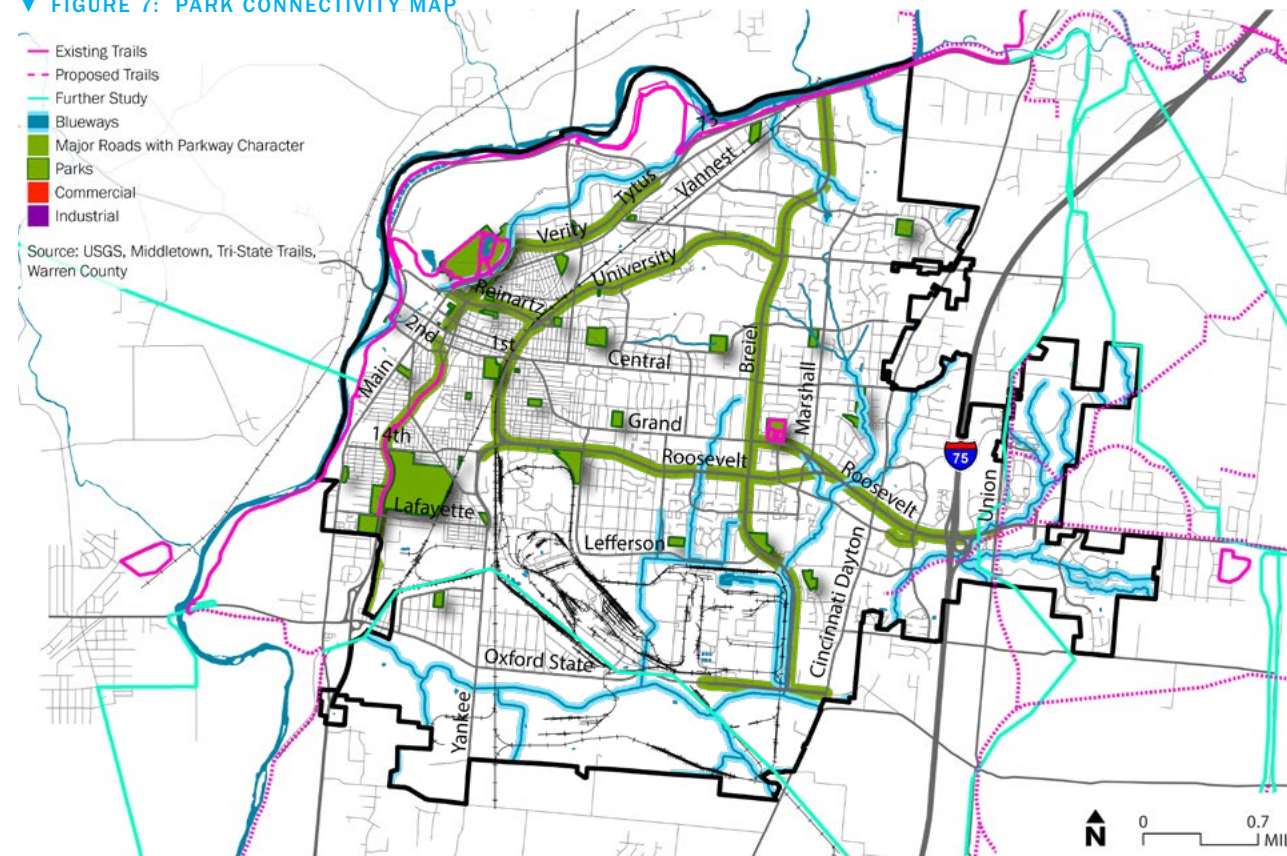 ▼ FIGURE 7: PARK CONNECTIVITY MAP
Existing Trails
Proposed Trails
Further Study
Blueways
Major Roads with Parkway Character
Parks
Commercial
Industrial
Source: USGS, Middletown, Tri-State Trails,
Warren County
73
Vannest
Tytus
Verity
University
Reinartz
2nd
1st
Central
Breiel
Main
Marshall
Grand
14th
Roosevelt
Roosevelt
75
Union
Lafayette
Lefferson
Cincinnati Dayton
Oxford State
Yankee
N
0
0.7
MIL